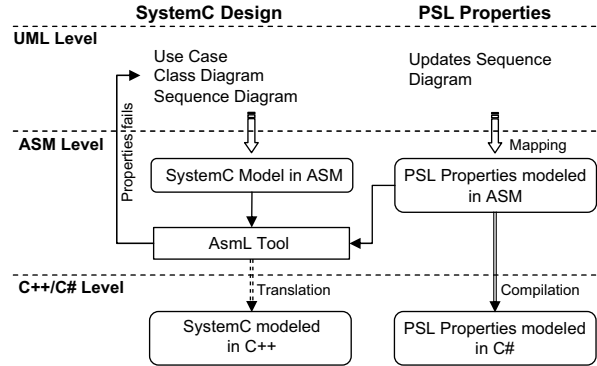 SystemC Design
PSL Properties
UML Level
Use Case
Class Diagram
Sequence Diagram
Updates Sequence
Diagram
Properties fails
ASM Level
Mapping
SystemC Model in ASM
PSL Properties modeled
in ASM
AsmL Tool
C++/C# Level
Translation
Compilation
SystemC modeled
in C++
PSL Properties modeled
in C#